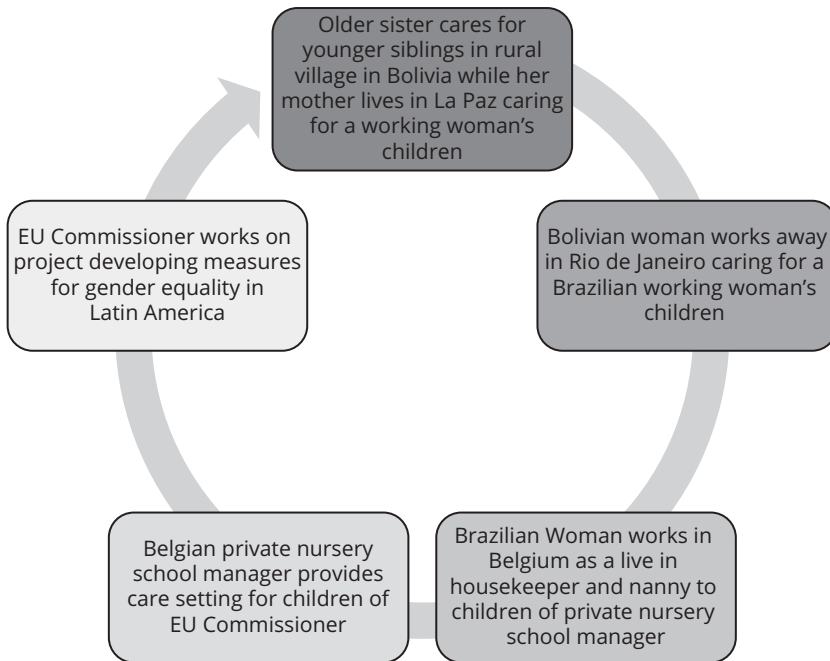 Older sister cares for
younger siblings in rural
village in Bolivia while her
mother lives in La Paz caring
for a working woman’s
children
Bolivian woman works away
in Rio de Janeiro caring for a
Brazilian working woman’s
children
Brazilian Woman works in
Belgium as a live in
housekeeper and nanny to
children of private nursery
school manager
Belgian private nursery
school manager provides
care setting for children of
EU Commissioner
EU Commissioner works on
project developing measures
for gender equality in
Latin America